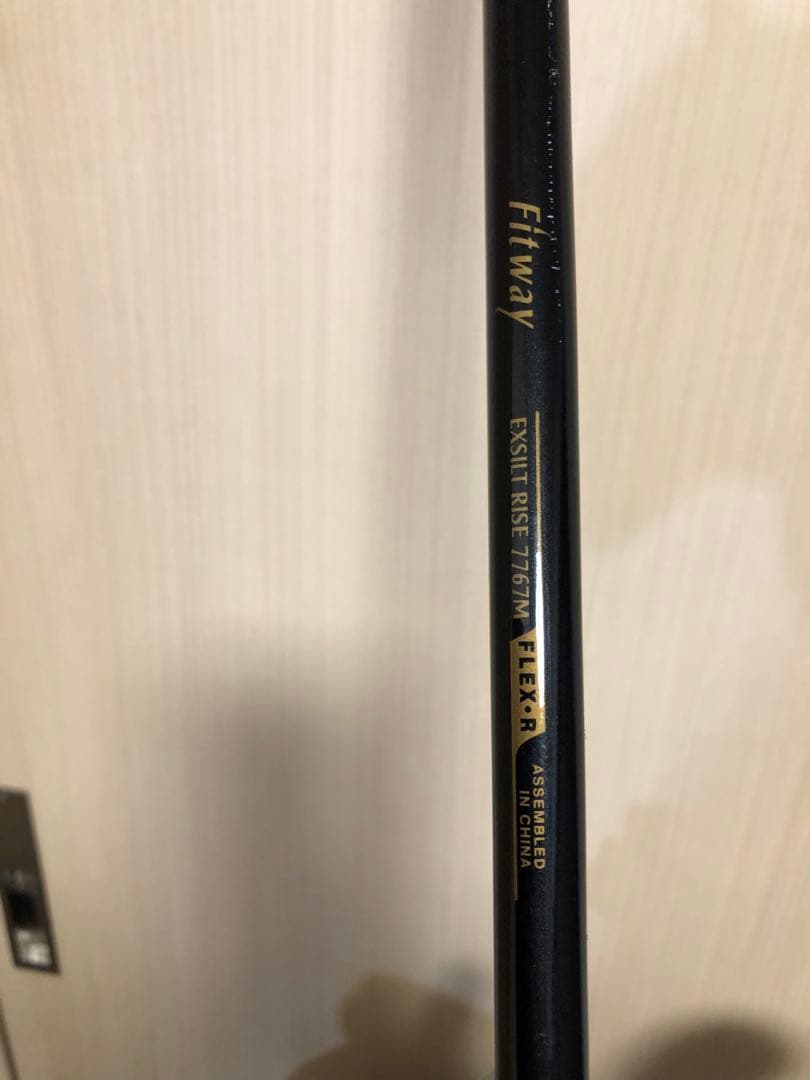 Fitway
EXSILT RISE 7767M
FLEX•R
ASSEMBLED
IN CHINA